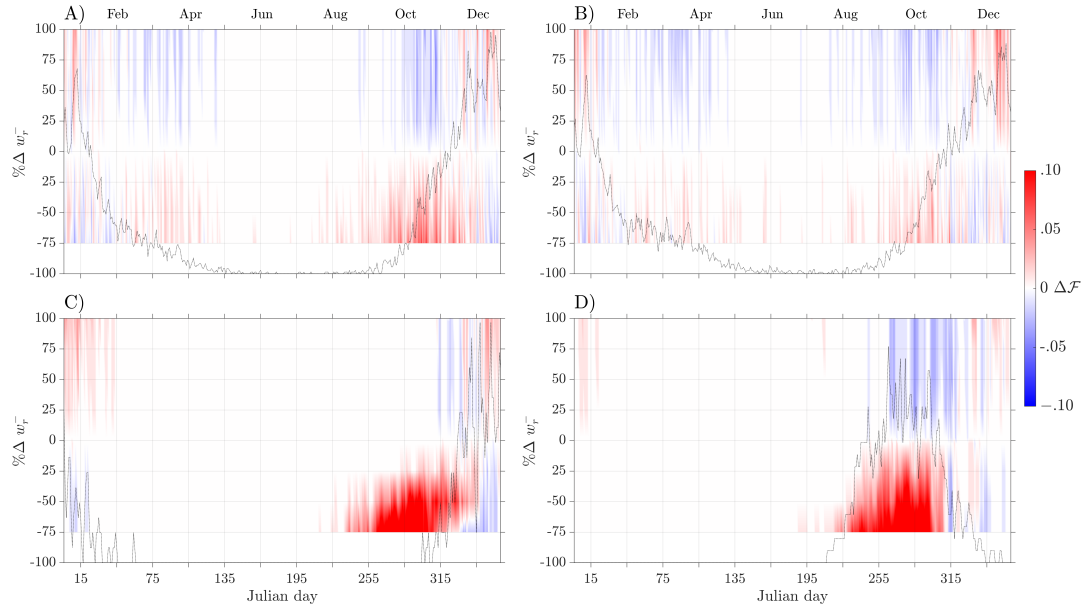 A) Feb Apr Jun Aug Oct Dec
B) Feb Apr Jun Aug Oct Dec
100 100
75 75
50 50
25 25
0 0
25 25
-50 -50
-75 -75
-100 -100
%Δ w_r^- %Δ w_r^-
C) D)
100 100
75 75
50 50
25 25
0 0
25 25
-50 -50
-75 -75
-100 -100
%Δ w_r^- %Δ w_r^-
15 75 135 195 255 315
15 75 135 195 255 315
Julian day Julian day
.10
.05
0 Δℱ
-.05
−.10